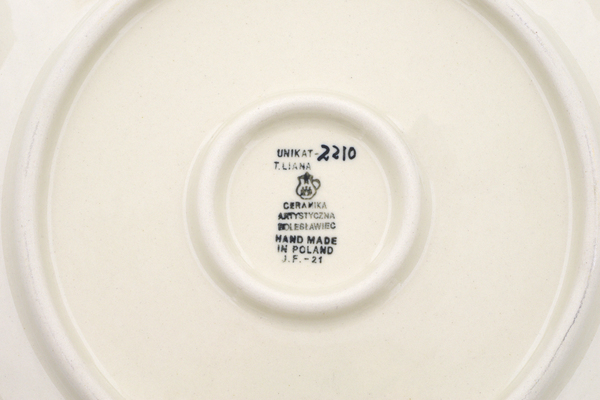 UNIKAT-2210
T. LIANA
CERAMIKA
ARTYSTYCZNA
BOLESŁAWIEC
HAND MADE
IN POLAND
J.F.-21